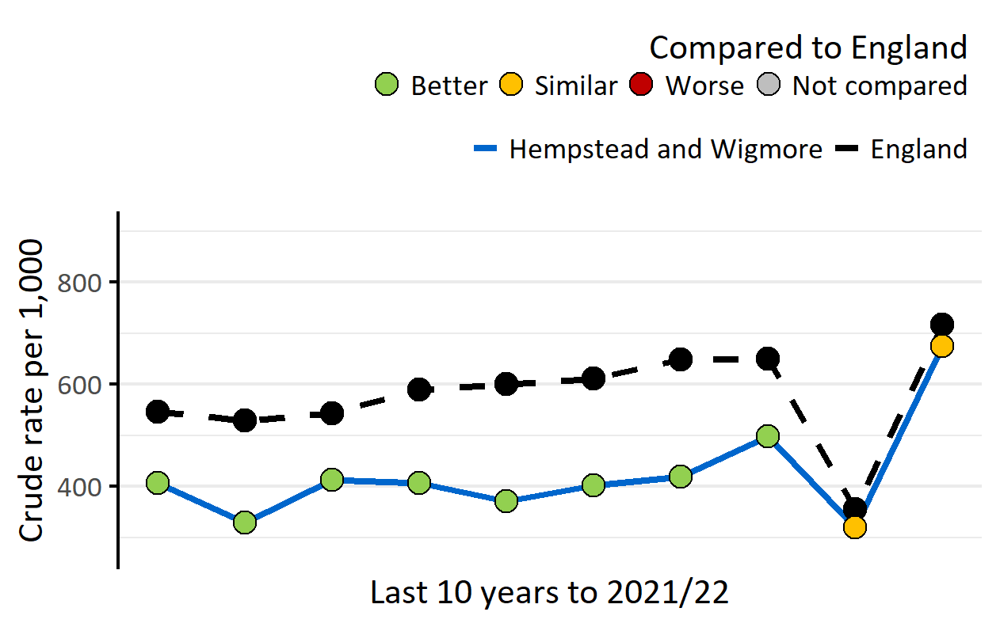 Compared to England
Better Similar Worse Not compared
Hempstead and Wigmore England
Crude rate per 1,000
800
600
400
Last 10 years to 2021/22